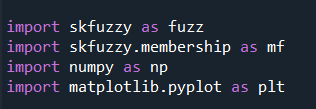 import skfuzzy as fuzz
import skfuzzy.membership as mf
import numpy as np
import matplotlib.pyplot as plt